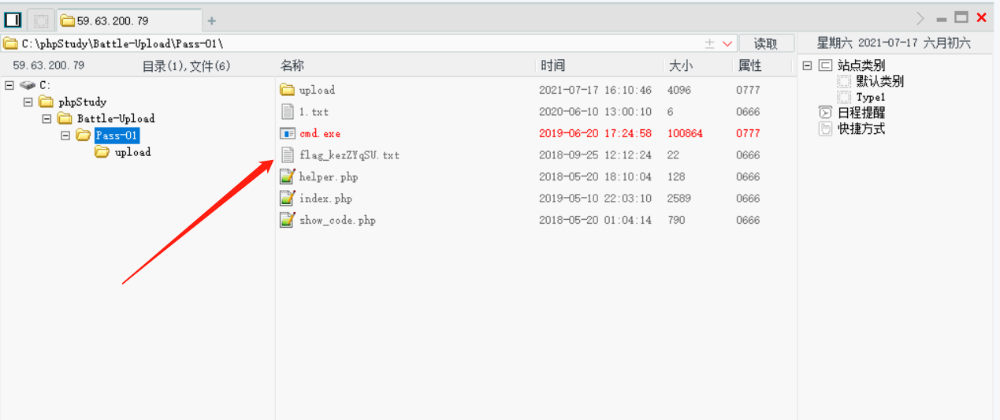 59.63.200.79
C:\phpStudy\Battle-Upload\Pass-01\ 读取 星期六 2021-07-17 六月初六
59.63.200.79 目录(1),文件(6) 名称 时间 大小 属性 站点类别
C: 默认类别
phpStudy upload 2021-07-17 16:10:46 4096 0777 Type1
Battle-Upload 1.txt 2020-06-10 13:00:10 6 0666 日程提醒
Pass-01 cmd.exe 2019-06-20 17:24:58 100864 0777 快捷方式
upload flag_kezZYqSU.txt 2018-09-25 12:12:24 22 0666
helper.php 2018-05-20 18:10:04 128 0666
index.php 2019-05-10 22:03:10 2589 0666
show_code.php 2018-05-20 01:04:14 790 0666